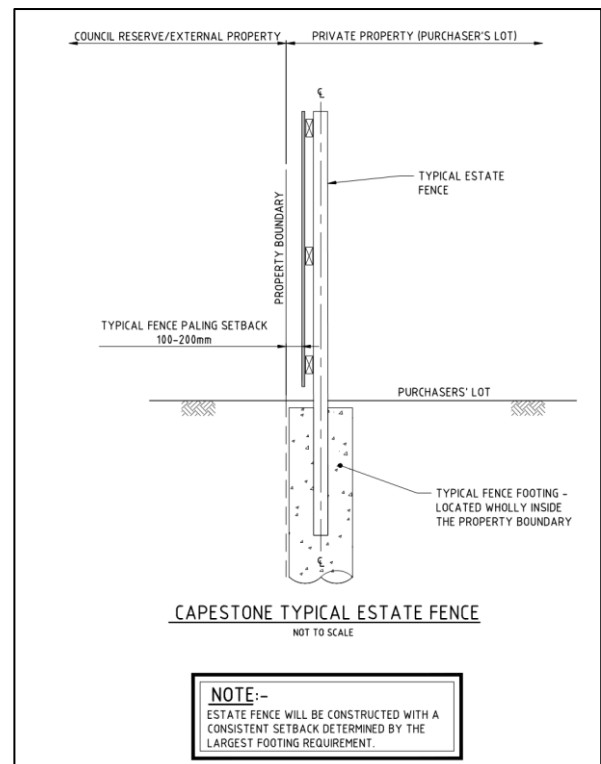 COUNCIL RESERVE/EXTERNAL PROPERTY
PRIVATE PROPERTY (PURCHASER'S LOT)
℄
TYPICAL ESTATE
FENCE
PROPERTY BOUNDARY
TYPICAL FENCE PALING SETBACK
100-200mm
PURCHASERS' LOT
TYPICAL FENCE FOOTING -
LOCATED WHOLLY INSIDE
THE PROPERTY BOUNDARY
℄
CAPESTONE TYPICAL ESTATE FENCE
NOT TO SCALE
NOTE:-
ESTATE FENCE WILL BE CONSTRUCTED WITH A
CONSISTENT SETBACK DETERMINED BY THE
LARGEST FOOTING REQUIREMENT.